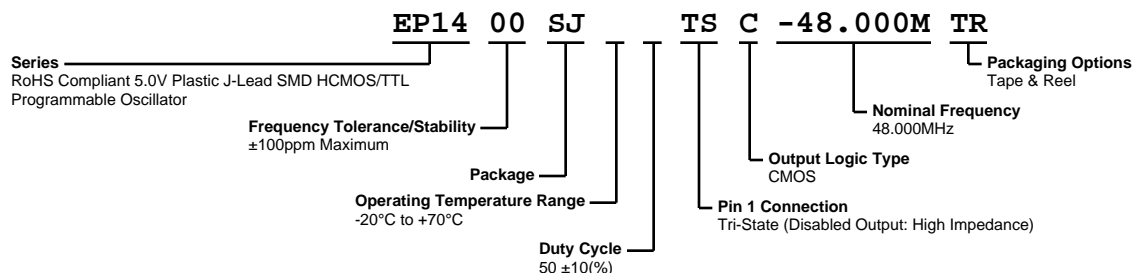 EP14 00 SJ TS C -48.000M TR
Series
RoHS Compliant 5.0V Plastic J-Lead SMD HCMOS/TTL
Programmable Oscillator
Packaging Options
Tape & Reel
Frequency Tolerance/Stability
±100ppm Maximum
Nominal Frequency
48.000MHz
Package
Output Logic Type
CMOS
Operating Temperature Range
-20°C to +70°C
Pin 1 Connection
Tri-State (Disabled Output: High Impedance)
Duty Cycle
50 ±10(%)